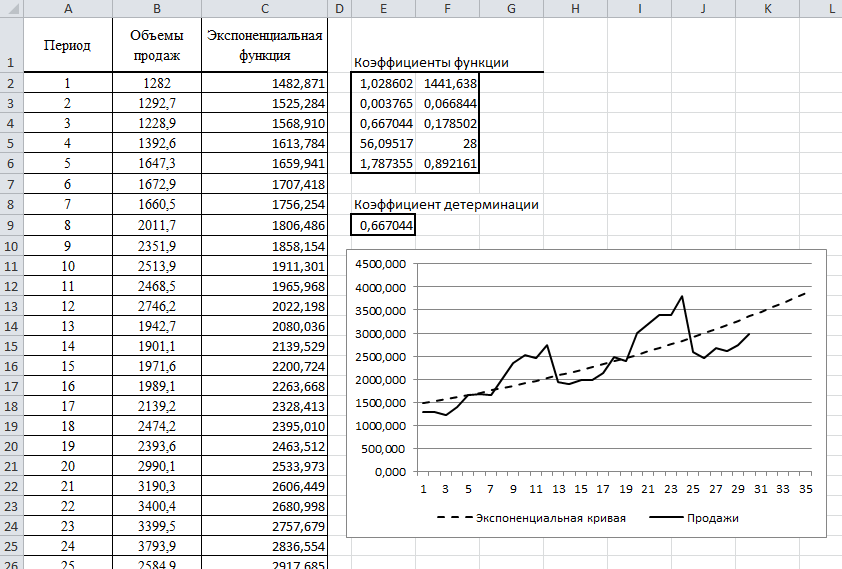 A B C D E F G H I J K L
Период Объемы продаж Экспоненциальная функция
1 Коэффициенты функции
2 1 1282 1482,871 1,028602 1441,638
3 2 1292,7 1525,284 0,003765 0,066844
4 3 1228,9 1568,910 0,667044 0,178502
5 4 1392,6 1613,784 56,09517 28
6 5 1647,3 1659,941 1,787355 0,892161
7 6 1672,9 1707,418
8 7 1660,5 1756,254 Коэффициент детерминации
9 8 2011,7 1806,486 0,667044
10 9 2351,9 1858,154
11 10 2513,9 1911,301
12 11 2468,5 1965,968
13 12 2746,2 2022,198
14 13 1942,7 2080,036
15 14 1901,1 2139,529
16 15 1971,6 2200,724
17 16 1989,1 2263,668
18 17 2139,2 2328,413
19 18 2474,2 2395,010
20 19 2393,6 2463,512
21 20 2990,1 2533,973
22 21 3190,3 2606,449
23 22 3400,4 2680,998
24 23 3399,5 2757,679
25 24 3793,9 2836,554
26 25 2584,9 2917,685
4500,000
4000,000
3500,000
3000,000
2500,000
2000,000
1500,000
1000,000
500,000
0,000
1 3 5 7 9 11 13 15 17 19 21 23 25 27 29 31 33 35
Экспоненциальная кривая Продажи